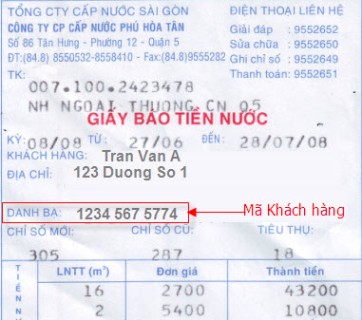 TỔNG CTY CẤP NƯỚC SÀI GÒN
ĐIỆN THOẠI LIÊN HỆ
CÔNG TY CP CẤP NƯỚC PHÚ HÒA TÂN
Giải đáp : 9552652
Số 86 Tân Hưng - Phường 12 - Quận 5
Sửa chữa : 9552650
ĐT:(84.8) 8550532-8558410 - Fax:(84.8)9555282
Ghi chỉ số : 9552649
Thanh toán: 9552651
TK:
007.100.2423478
NH NGOAI THUONG CN Q5
GIẤY BÁO TIỀN NƯỚC
KỲ: 08/08 TỪ: 27/06 ĐẾN: 28/07/08
KHÁCH HÀNG: Tran Van A
ĐỊA CHỈ: 123 Duong So 1
DANH BẠ: 1234 567 5774
Mã Khách hàng
CHỈ SỐ MỚI: CHỈ SỐ CŨ: TIÊU THỤ:
305 287 18
TIỀN N
LNTT (m³) Đơn giá Thành tiền
16 2700 43200
2 5400 10800